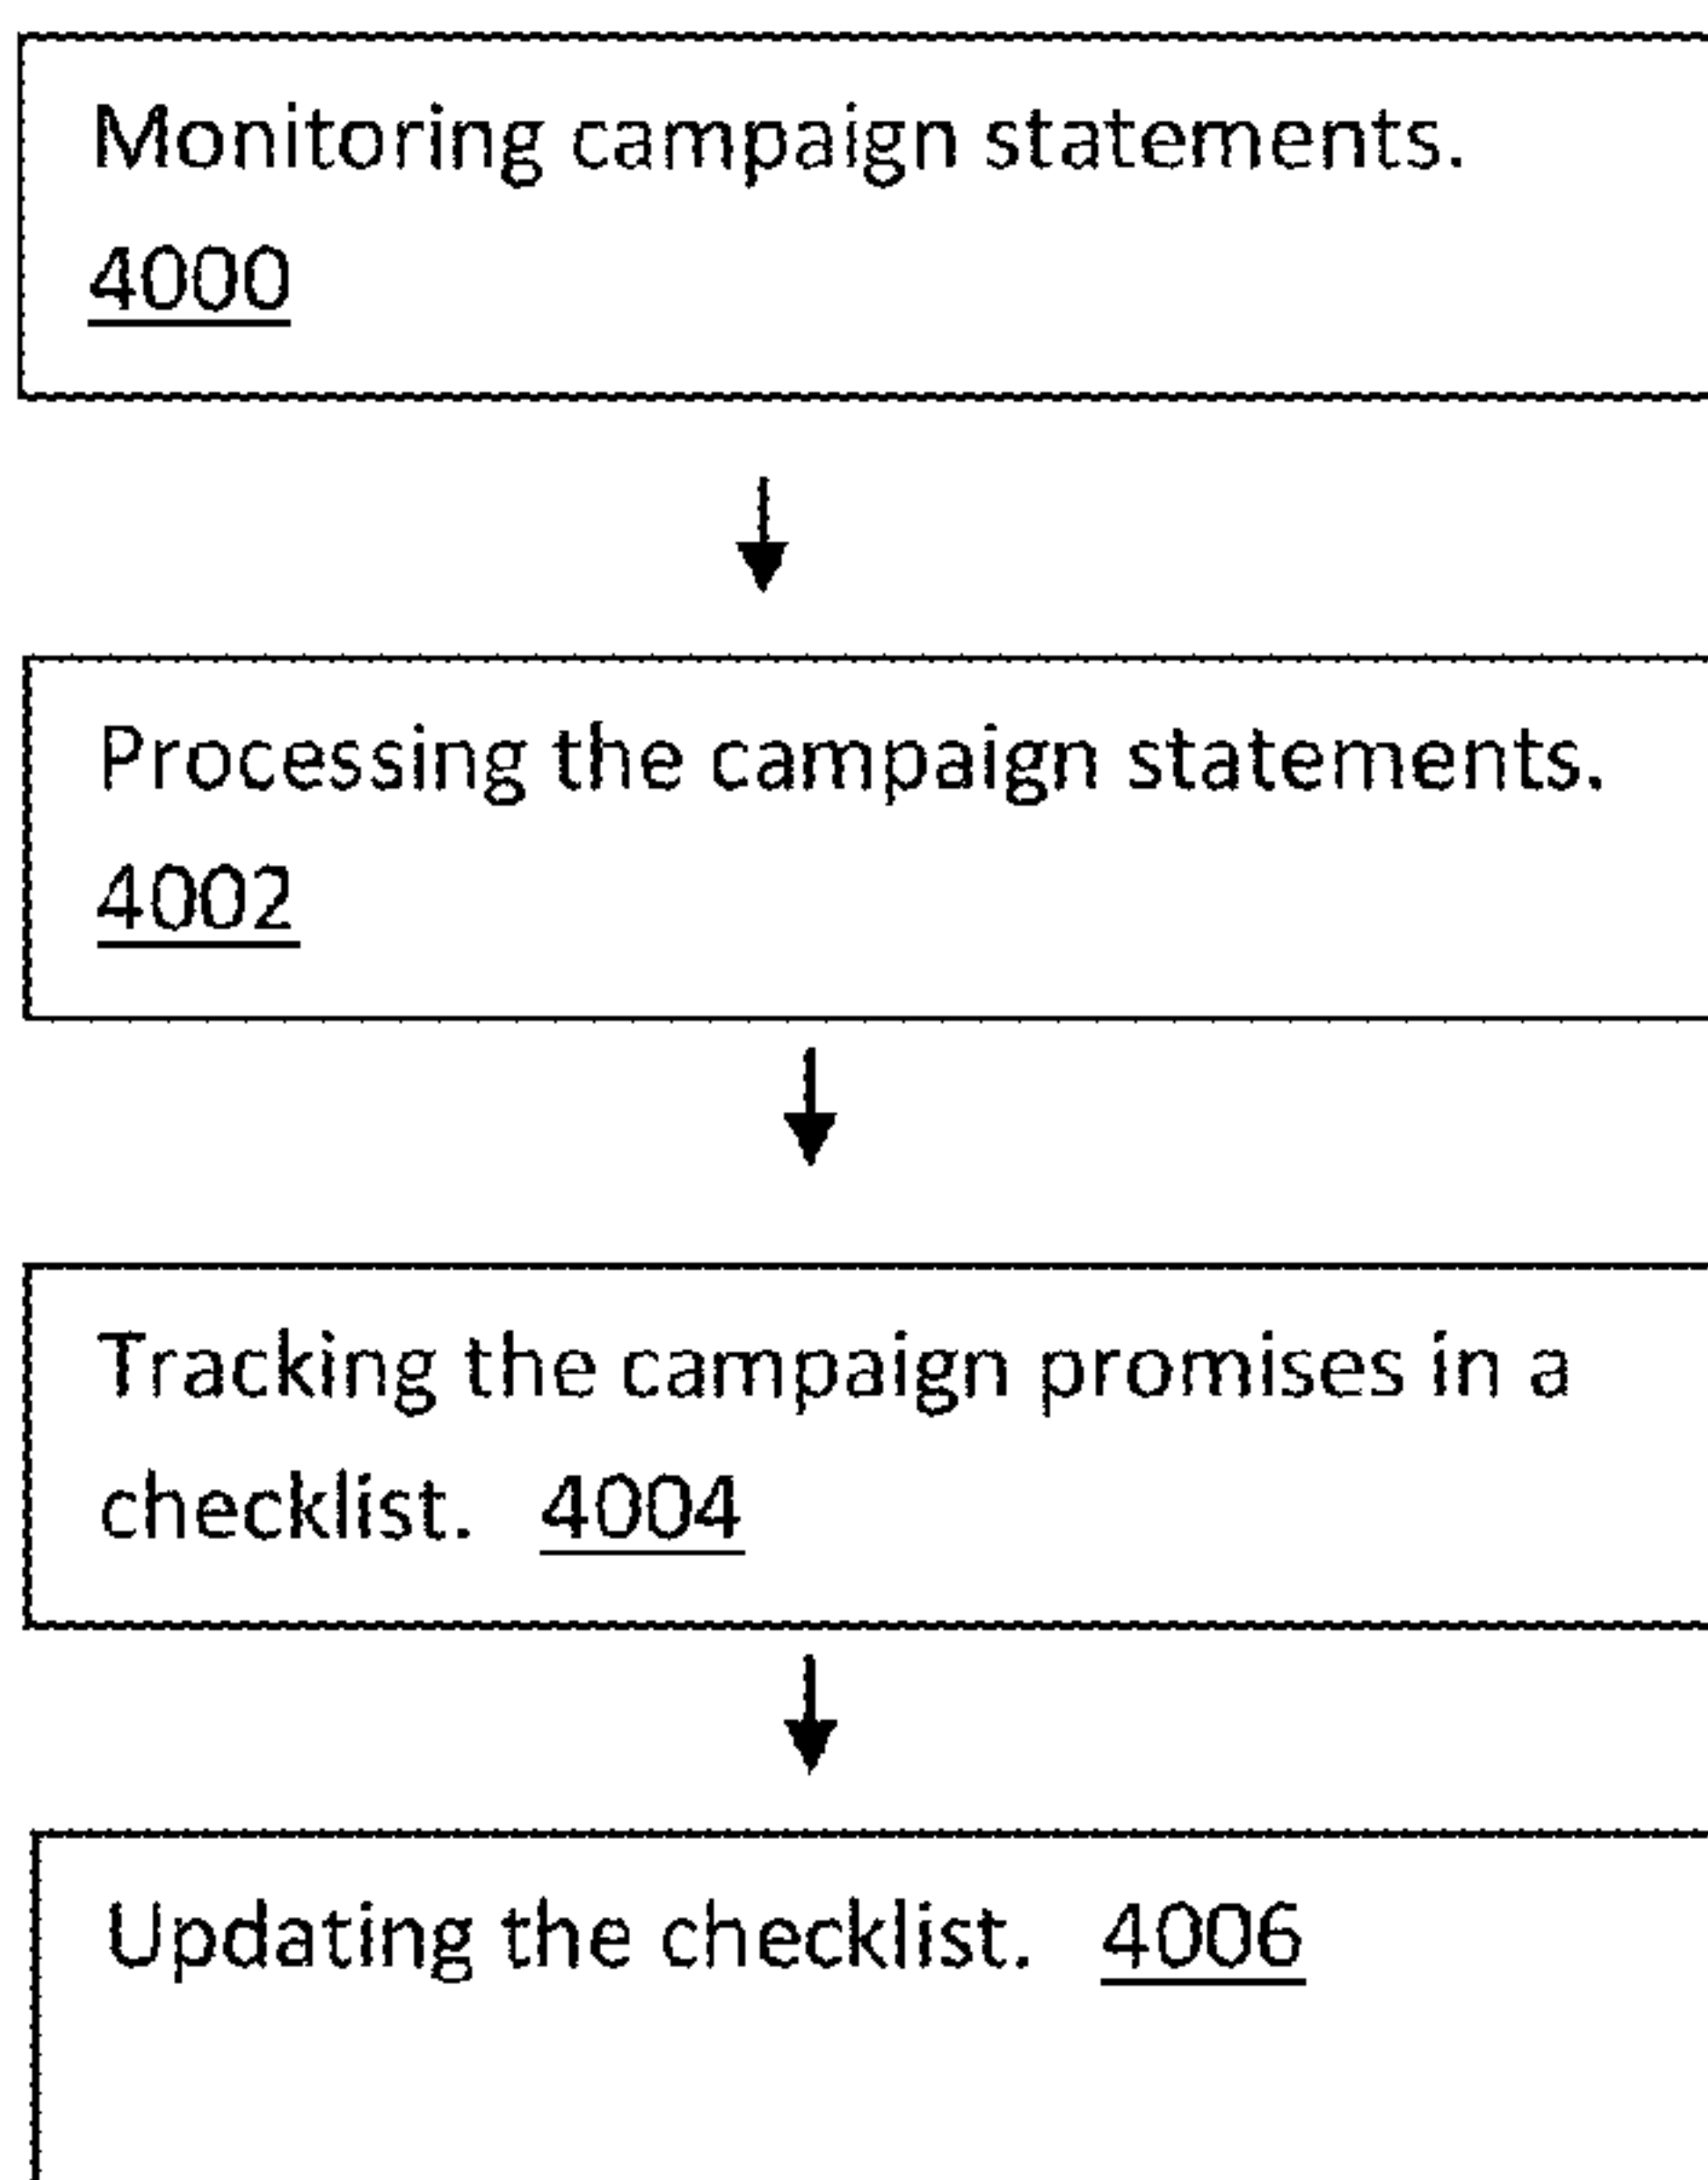 Monitoring campaign statements.
4000
Processing the campaign statements.
4002
Tracking the campaign promises in a
checklist. 4004
Updating the checklist. 4006